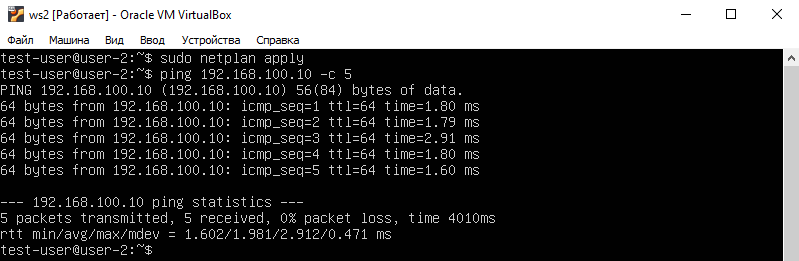 ws2 [Работает] - Oracle VM VirtualBox
Файл Машина Вид Ввод Устройства Справка
test-user@user-2:~$ sudo netplan apply
test-user@user-2:~$ ping 192.168.100.10 -c 5
PING 192.168.100.10 (192.168.100.10) 56(84) bytes of data.
64 bytes from 192.168.100.10: icmp_seq=1 ttl=64 time=1.80 ms
64 bytes from 192.168.100.10: icmp_seq=2 ttl=64 time=1.79 ms
64 bytes from 192.168.100.10: icmp_seq=3 ttl=64 time=2.91 ms
64 bytes from 192.168.100.10: icmp_seq=4 ttl=64 time=1.80 ms
64 bytes from 192.168.100.10: icmp_seq=5 ttl=64 time=1.60 ms
--- 192.168.100.10 ping statistics ---
5 packets transmitted, 5 received, 0% packet loss, time 4010ms
rtt min/avg/max/mdev = 1.602/1.981/2.912/0.471 ms
test-user@user-2:~$